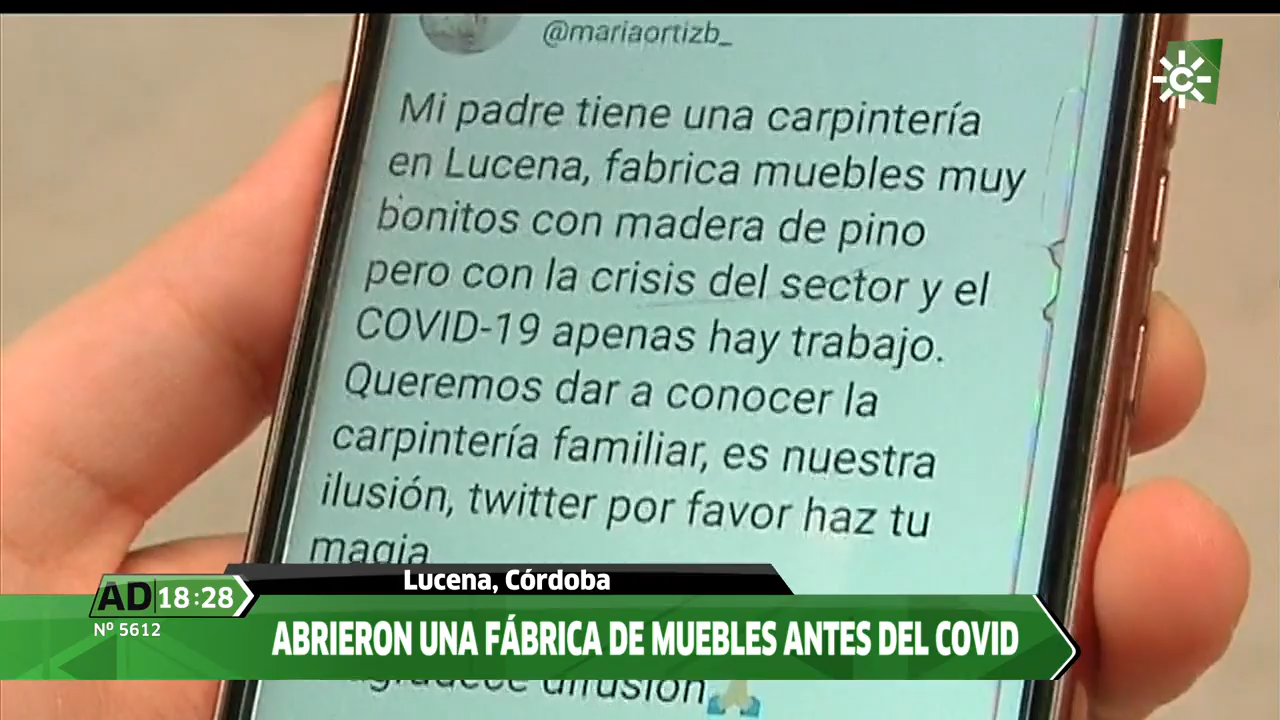 @mariaortizb_
Mi padre tiene una carpintería
en Lucena, fabrica muebles muy
bonitos con madera de pino
pero con la crisis del sector y el
COVID-19 apenas hay trabajo.
Queremos dar a conocer la
carpintería familiar, es nuestra
ilusión, twitter por favor haz tu
magia
Lucena, Córdoba
AD 18:28
Nº 5612
ABRIERON UNA FÁBRICA DE MUEBLES ANTES DEL COVID
agradece difusión